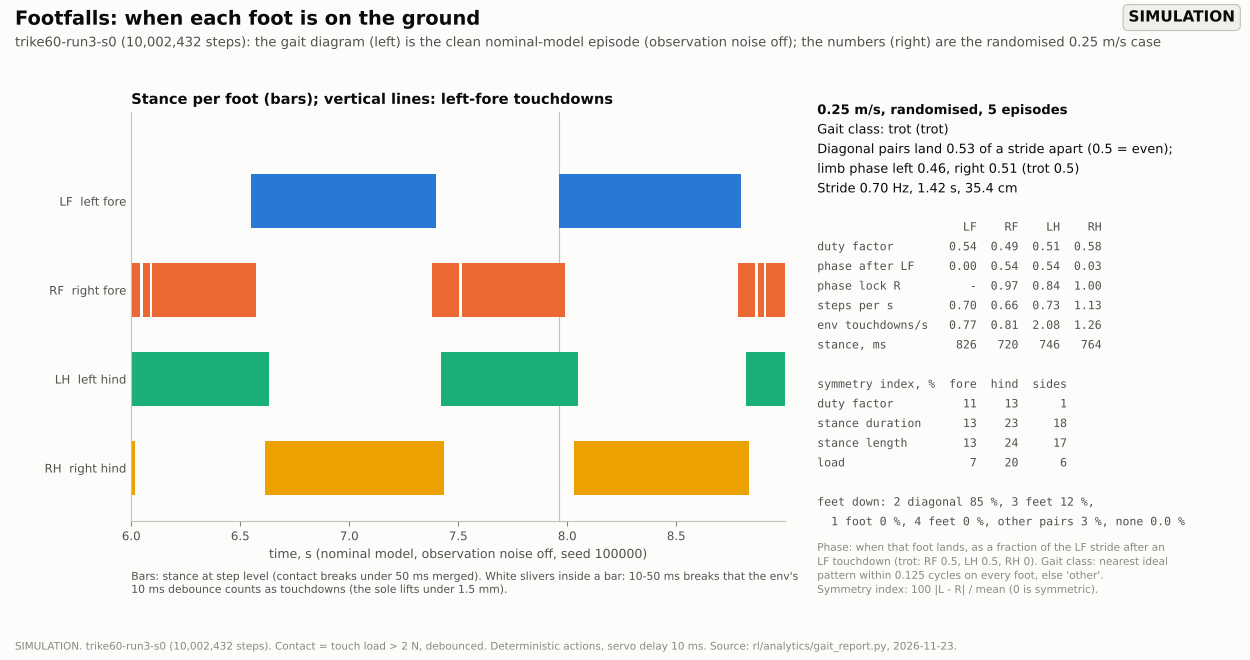 Footfalls: when each foot is on the ground
SIMULATION
trike60-run3-s0 (10,002,432 steps): the gait diagram (left) is the clean nominal-model episode (observation noise off); the numbers (right) are the randomised 0.25 m/s case
Stance per foot (bars); vertical lines: left-fore touchdowns
LF left fore
RF right fore
LH left hind
RH right hind
6.0 6.5 7.0 7.5 8.0 8.5
time, s (nominal model, observation noise off, seed 100000)
Bars: stance at step level (contact breaks under 50 ms merged). White slivers inside a bar: 10-50 ms breaks that the env's
10 ms debounce counts as touchdowns (the sole lifts under 1.5 mm).
0.25 m/s, randomised, 5 episodes
Gait class: trot (trot)
Diagonal pairs land 0.53 of a stride apart (0.5 = even);
limb phase left 0.46, right 0.51 (trot 0.5)
Stride 0.70 Hz, 1.42 s, 35.4 cm
LF RF LH RH
duty factor 0.54 0.49 0.51 0.58
phase after LF 0.00 0.54 0.54 0.03
phase lock R - 0.97 0.84 1.00
steps per s 0.70 0.66 0.73 1.13
env touchdowns/s 0.77 0.81 2.08 1.26
stance, ms 826 720 746 764
symmetry index, % fore hind sides
duty factor 11 13 1
stance duration 13 23 18
stance length 13 24 17
load 7 20 6
feet down: 2 diagonal 85 %, 3 feet 12 %,
1 foot 0 %, 4 feet 0 %, other pairs 3 %, none 0.0 %
Phase: when that foot lands, as a fraction of the LF stride after an
LF touchdown (trot: RF 0.5, LH 0.5, RH 0). Gait class: nearest ideal
pattern within 0.125 cycles on every foot, else 'other'.
Symmetry index: 100 |L - R| / mean (0 is symmetric).
SIMULATION. trike60-run3-s0 (10,002,432 steps). Contact = touch load > 2 N, debounced. Deterministic actions, servo delay 10 ms. Source: rl/analytics/gait_report.py, 2026-11-23.